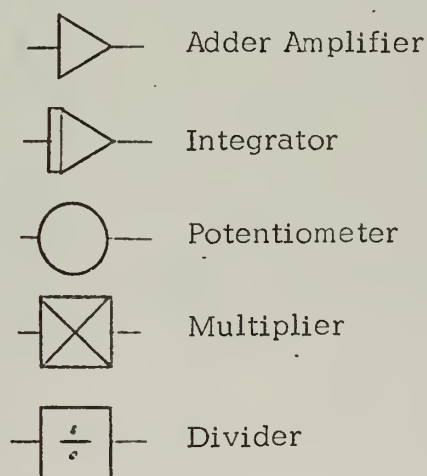 Adder Amplifier
Integrator
Potentiometer
Multiplier
Divider